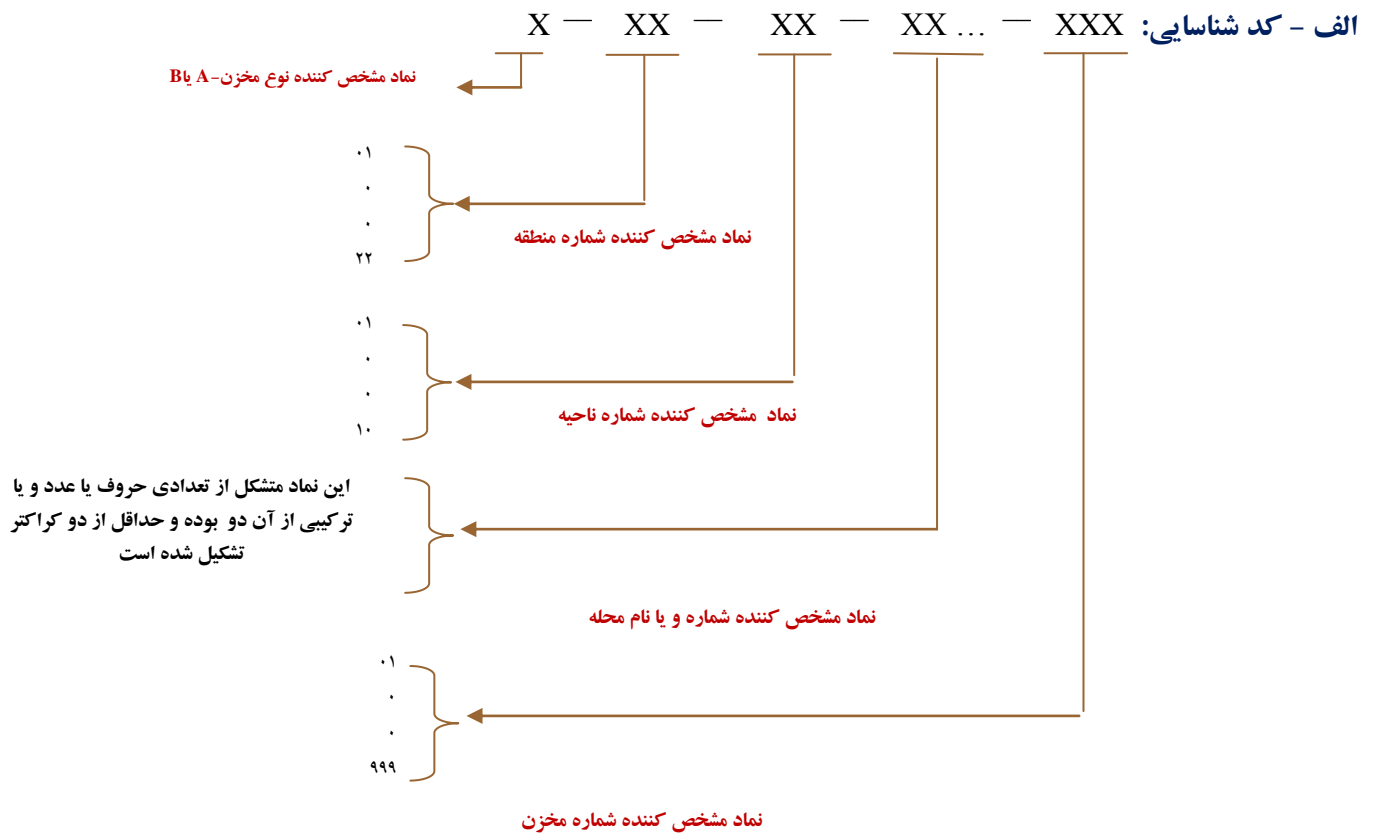 الف - کد شناسایی: X — XX — XX — XX ... — XXX
نماد مشخص کننده نوع مخزن-A یاB
۰۱
۰
۰
۲۲
نماد مشخص کننده شماره منطقه
۰۱
۰
۰
۱۰
نماد مشخص کننده شماره ناحیه
این نماد متشکل از تعدادی حروف یا عدد و یا
ترکیبی از آن دو بوده و حداقل از دو کراکتر
تشکیل شده است
نماد مشخص کننده شماره و یا نام محله
۰۱
۰
۰
۹۹۹
نماد مشخص کننده شماره مخزن